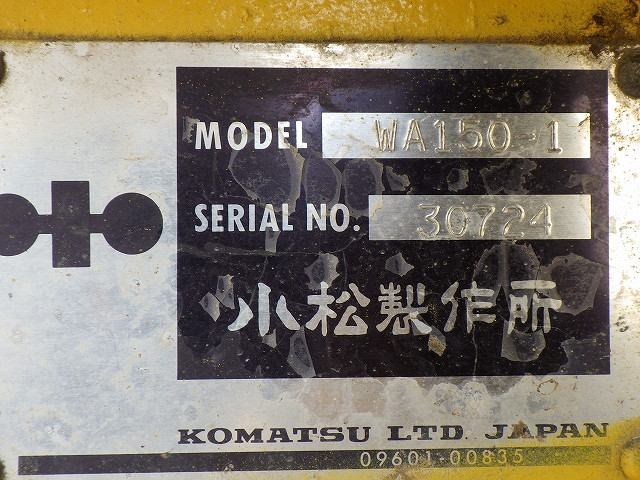 MODEL WA150-1
SERIAL NO. 30724
小松製作所
KOMATSU LTD. JAPAN
09601-00835